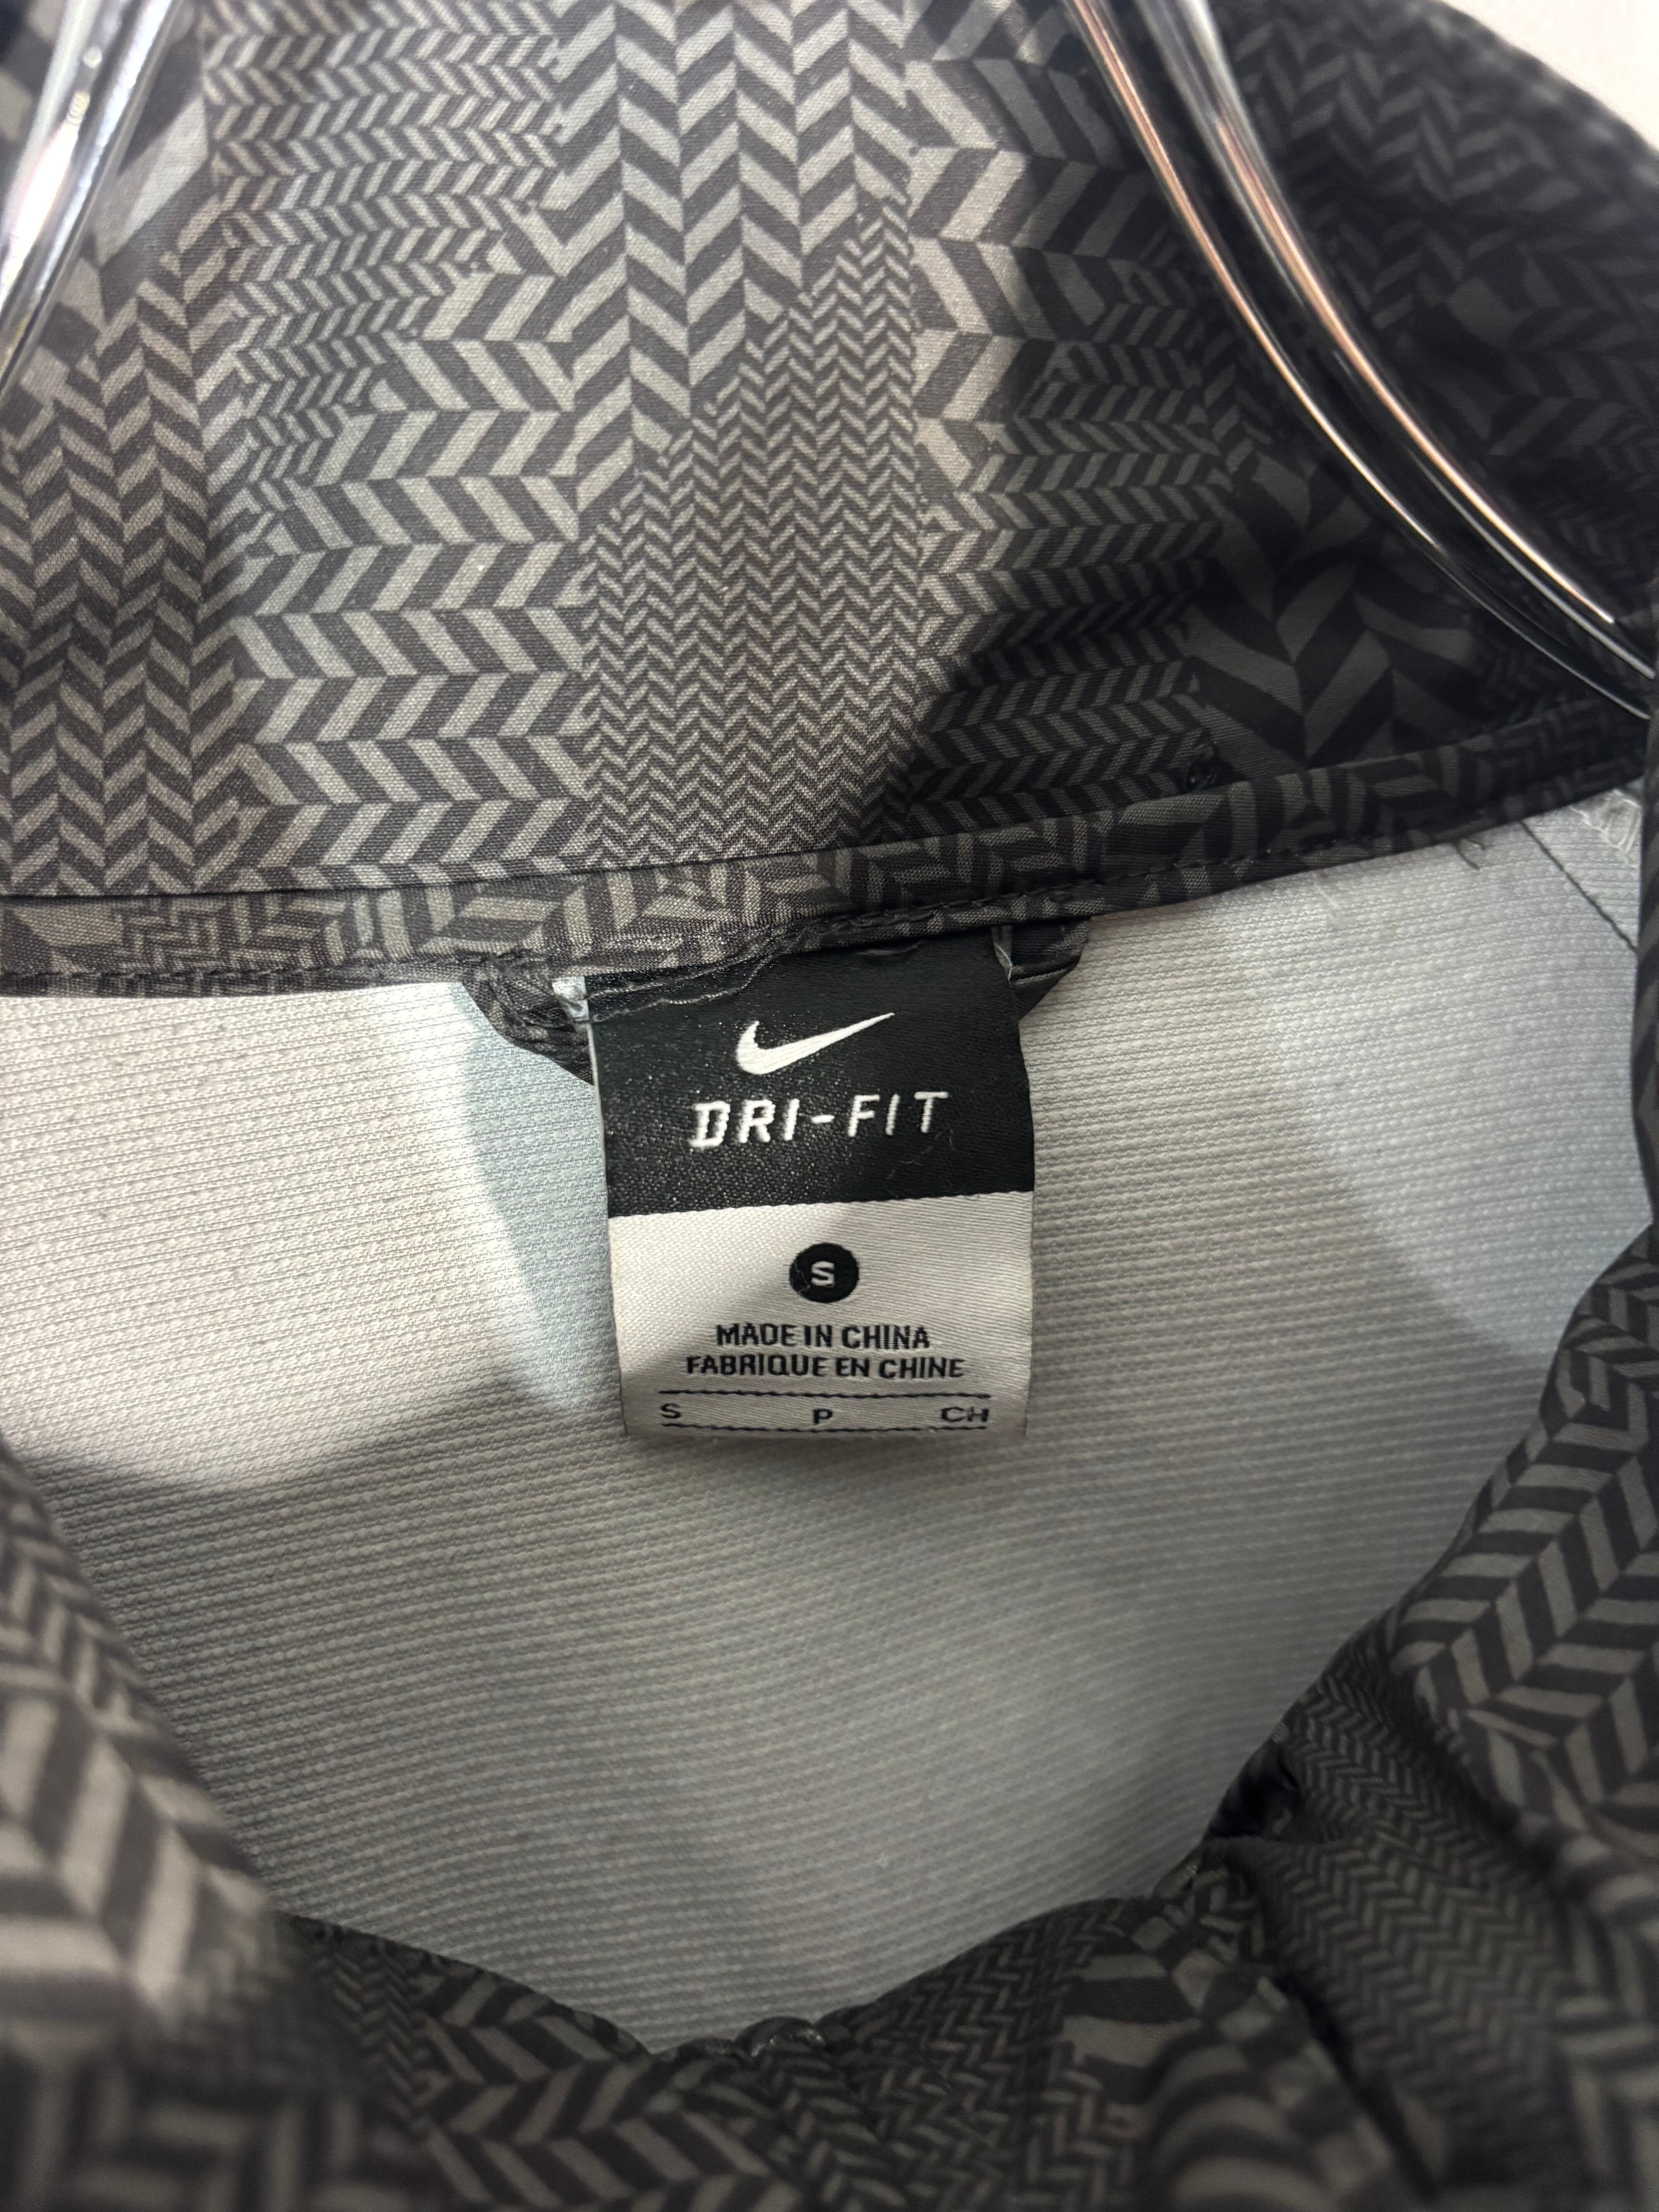 DRI-FIT
S
MADE IN CHINA
FABRIQUE EN CHINE
S P CH